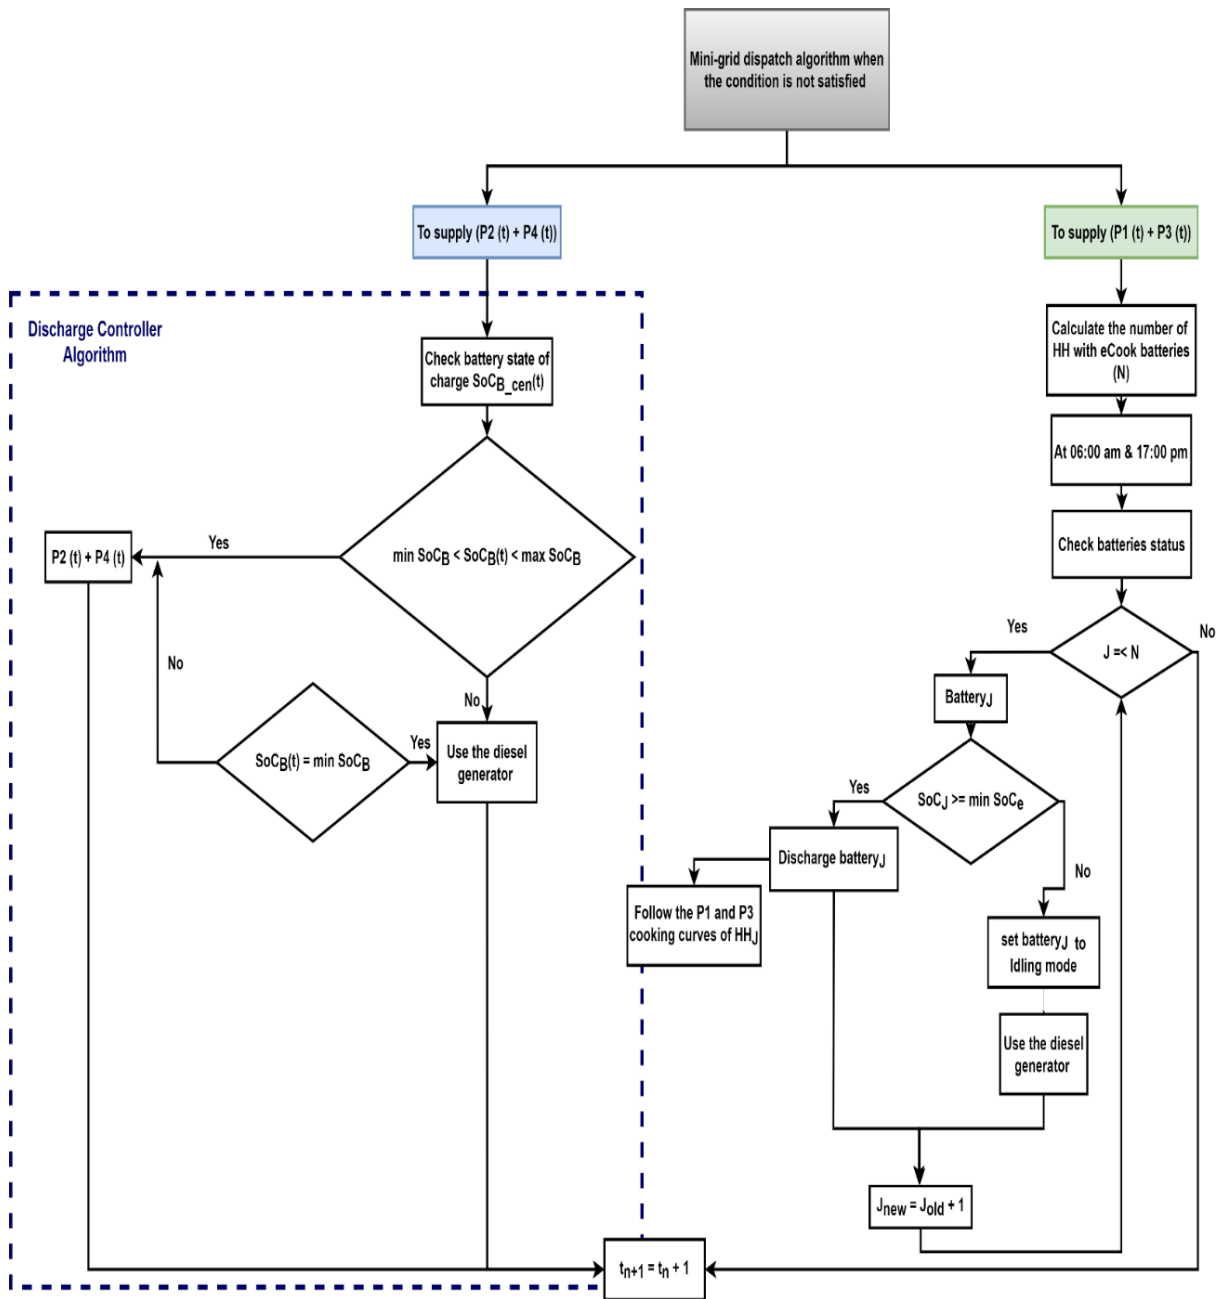 Mini-grid dispatch algorithm when
the condition is not satisfied
To supply (P2 (t) + P4 (t))
To supply (P1 (t) + P3 (t))
Discharge Controller
Algorithm
Check battery state of
charge SoCB_cen(t)
min SoCB < SoCB(t) < max SoCB
Yes
P2 (t) + P4 (t)
No
No
SoCB(t) = min SoCB
Yes
Use the diesel
generator
Calculate the number of
HH with eCook batteries
(N)
At 06:00 am & 17:00 pm
Check batteries status
J =< N
Yes
No
BatteryJ
SoCJ >= min SoCe
Yes
No
Discharge batteryJ
Follow the P1 and P3
cooking curves of HHJ
set batteryJ to
Idling mode
Use the diesel
generator
Jnew = Jold + 1
tn+1 = tn + 1